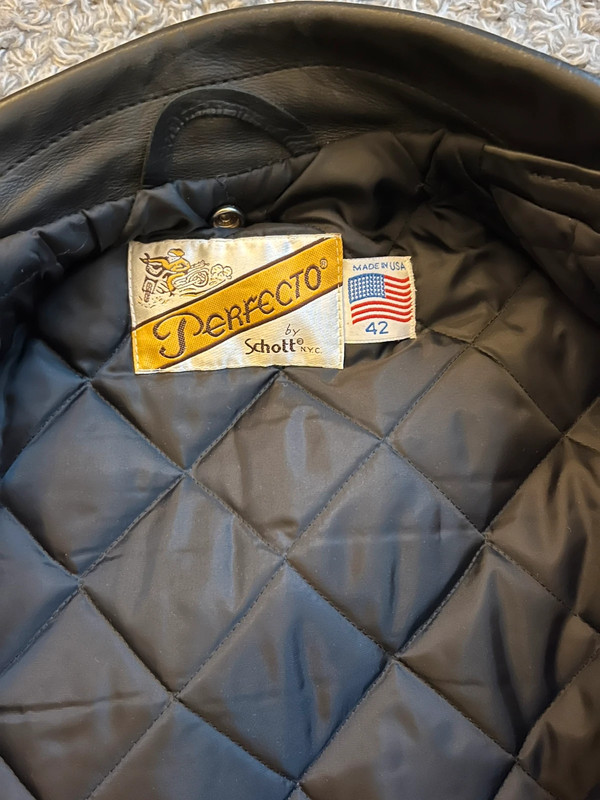 PERFECTO®
by
Schott® N.Y.C.
MADE IN USA
42